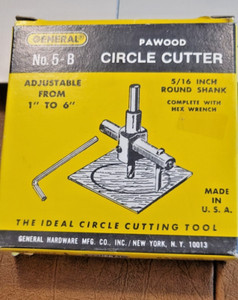 GENERAL®
PAWOOD
No. 5-B
CIRCLE CUTTER
ADJUSTABLE
FROM
1" TO 6"
5/16 INCH
ROUND SHANK
COMPLETE WITH
HEX WRENCH
MADE
IN
U. S. A.
THE IDEAL CIRCLE CUTTING TOOL
GENERAL HARDWARE MFG. CO., INC. / NEW YORK, N. Y. 10013